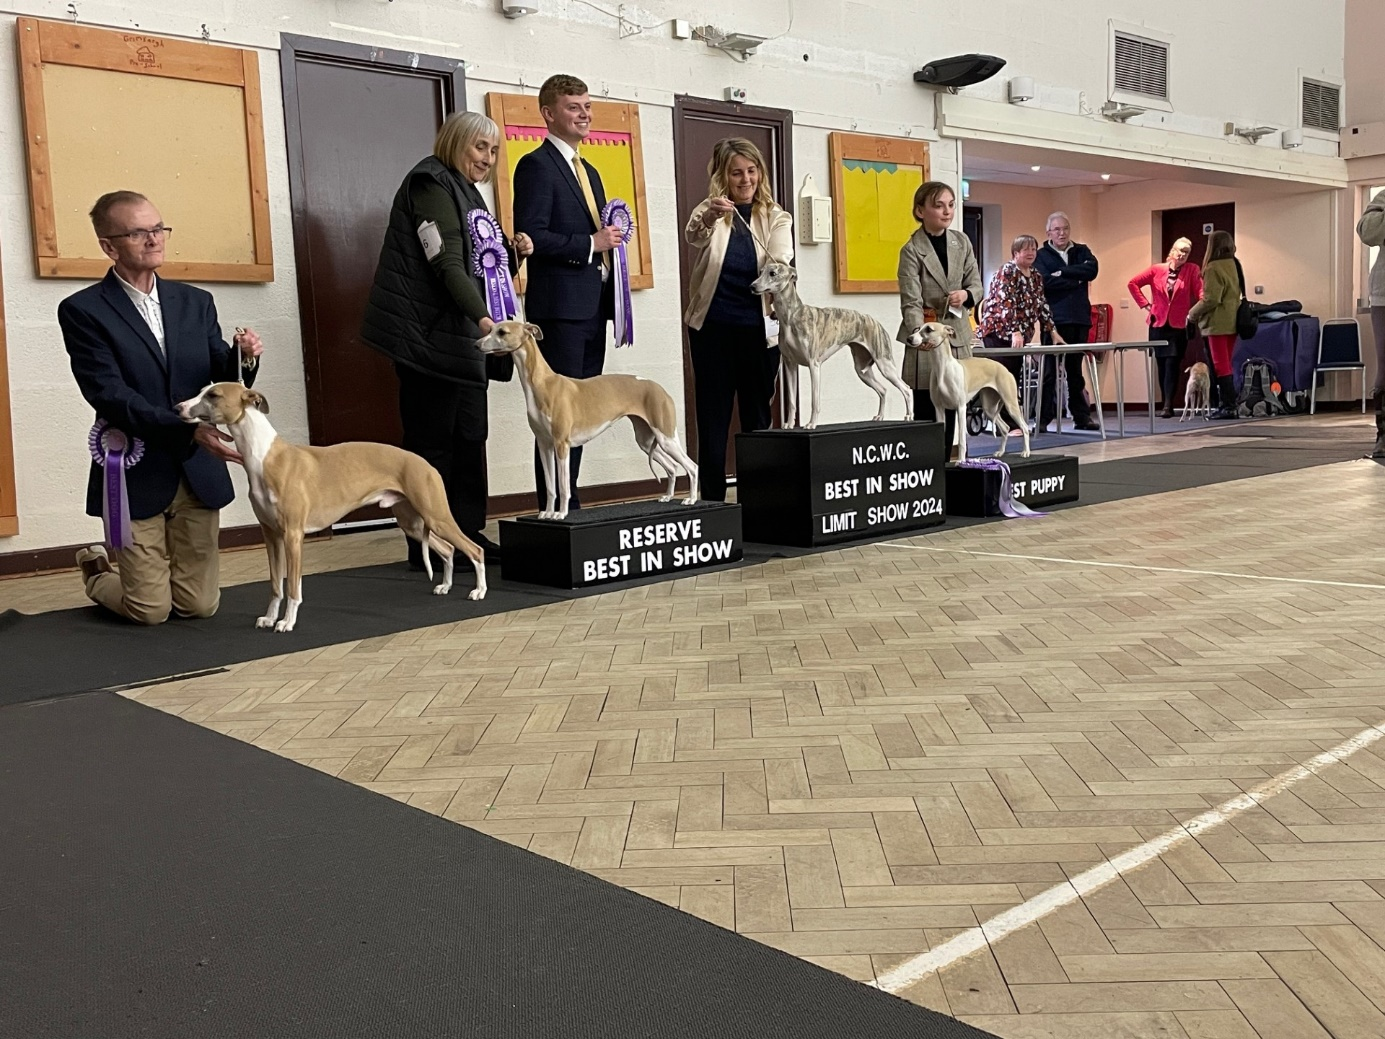 RESERVE
BEST IN SHOW
N.C.W.C.
BEST IN SHOW
LIMIT SHOW 2024
EST PUPPY